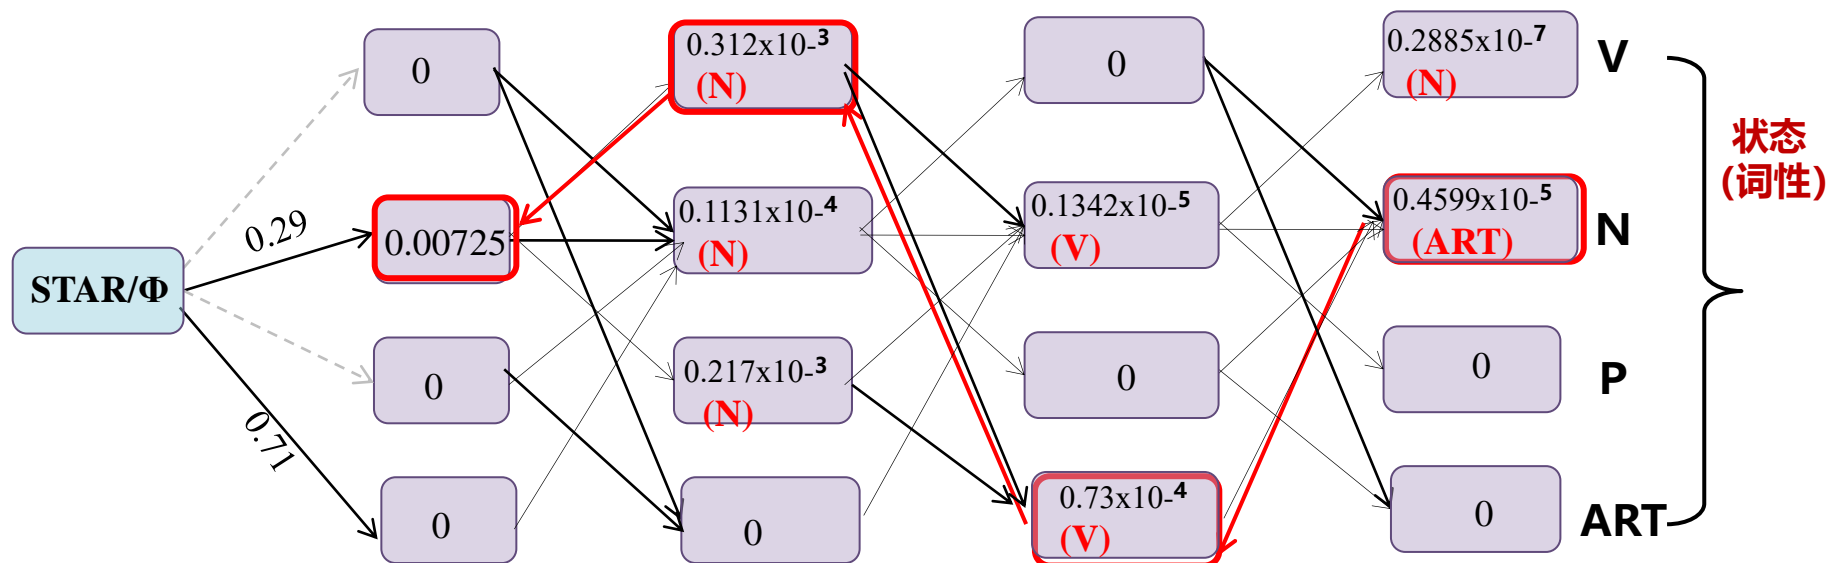 STAR/Φ
0.29
0.71
0
0.00725
0
0
0.312x10-3
(N)
0.1131x10-4
(N)
0.217x10-3
(N)
0
0
0.1342x10-5
(V)
0
0.73x10-4
(V)
0.2885x10-7
(N)
0.4599x10-5
(ART)
0
0
V
N
P
ART
状态
(词性)